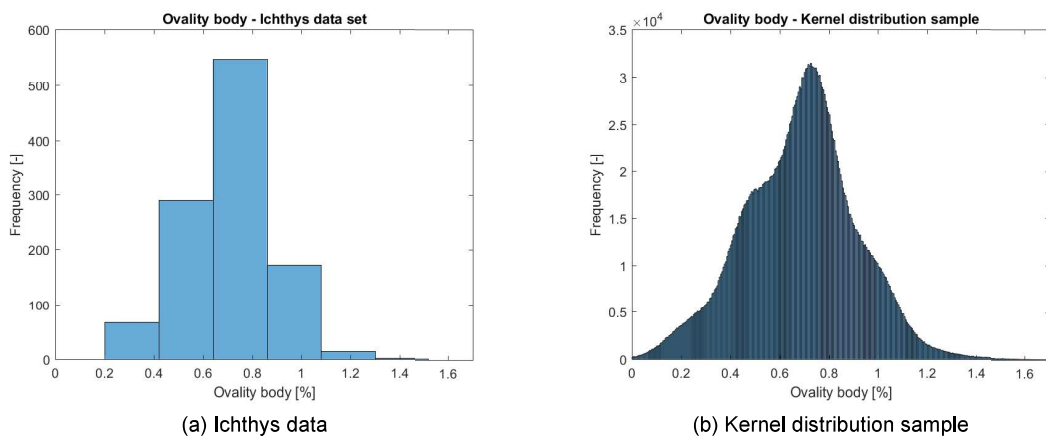 Ovality body - Ichthys data set
600
500
400
300
200
100
0
Frequency [-]
0 0.2 0.4 0.6 0.8 1 1.2 1.4 1.6
Ovality body [%]
(a) Ichthys data
Ovality body - Kernel distribution sample
×10⁴
3.5
3
2.5
2
1.5
1
0.5
0
Frequency [-]
0 0.2 0.4 0.6 0.8 1 1.2 1.4 1.6
Ovality body [%]
(b) Kernel distribution sample